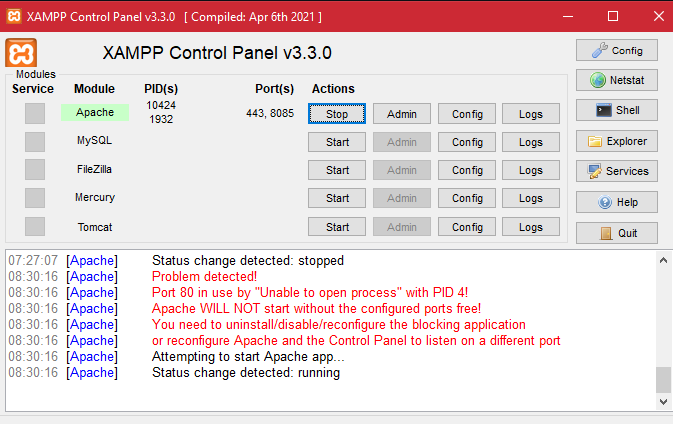 XAMPP Control Panel v3.3.0 [ Compiled: Apr 6th 2021 ]
XAMPP Control Panel v3.3.0
Config
Modules
Service Module PID(s) Port(s) Actions
Netstat
Apache 10424 1932 443, 8085 Stop Admin Config Logs
Shell
MySQL Start Admin Config Logs
Explorer
FileZilla Start Admin Config Logs
Services
Mercury Start Admin Config Logs
Help
Tomcat Start Admin Config Logs
Quit
07:27:07 [Apache] Status change detected: stopped
08:30:16 [Apache] Problem detected!
08:30:16 [Apache] Port 80 in use by "Unable to open process" with PID 4!
08:30:16 [Apache] Apache WILL NOT start without the configured ports free!
08:30:16 [Apache] You need to uninstall/disable/reconfigure the blocking application
08:30:16 [Apache] or reconfigure Apache and the Control Panel to listen on a different port
08:30:16 [Apache] Attempting to start Apache app...
08:30:16 [Apache] Status change detected: running